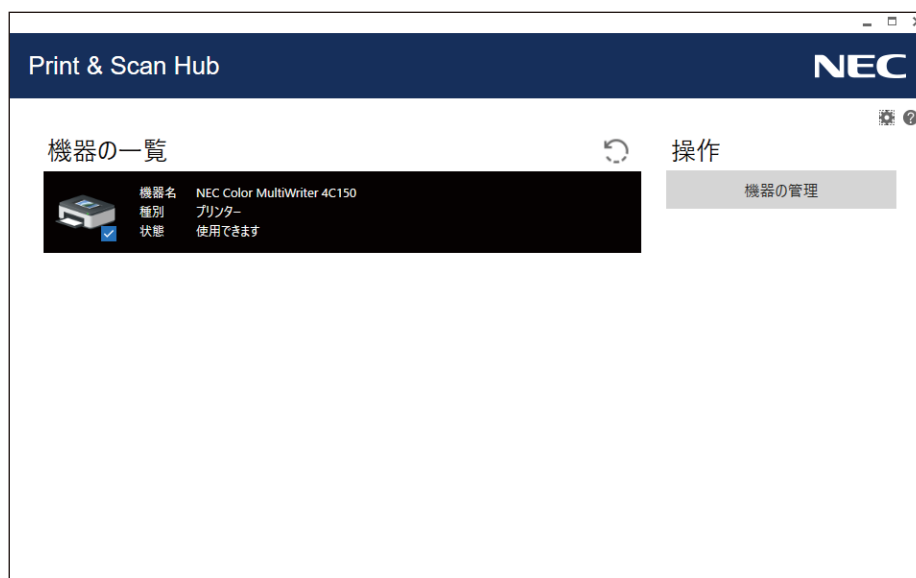 Print & Scan Hub
NEC
機器の一覧
操作
機器名 NEC Color MultiWriter 4C150
種別 プリンター
状態 使用できます
機器の管理